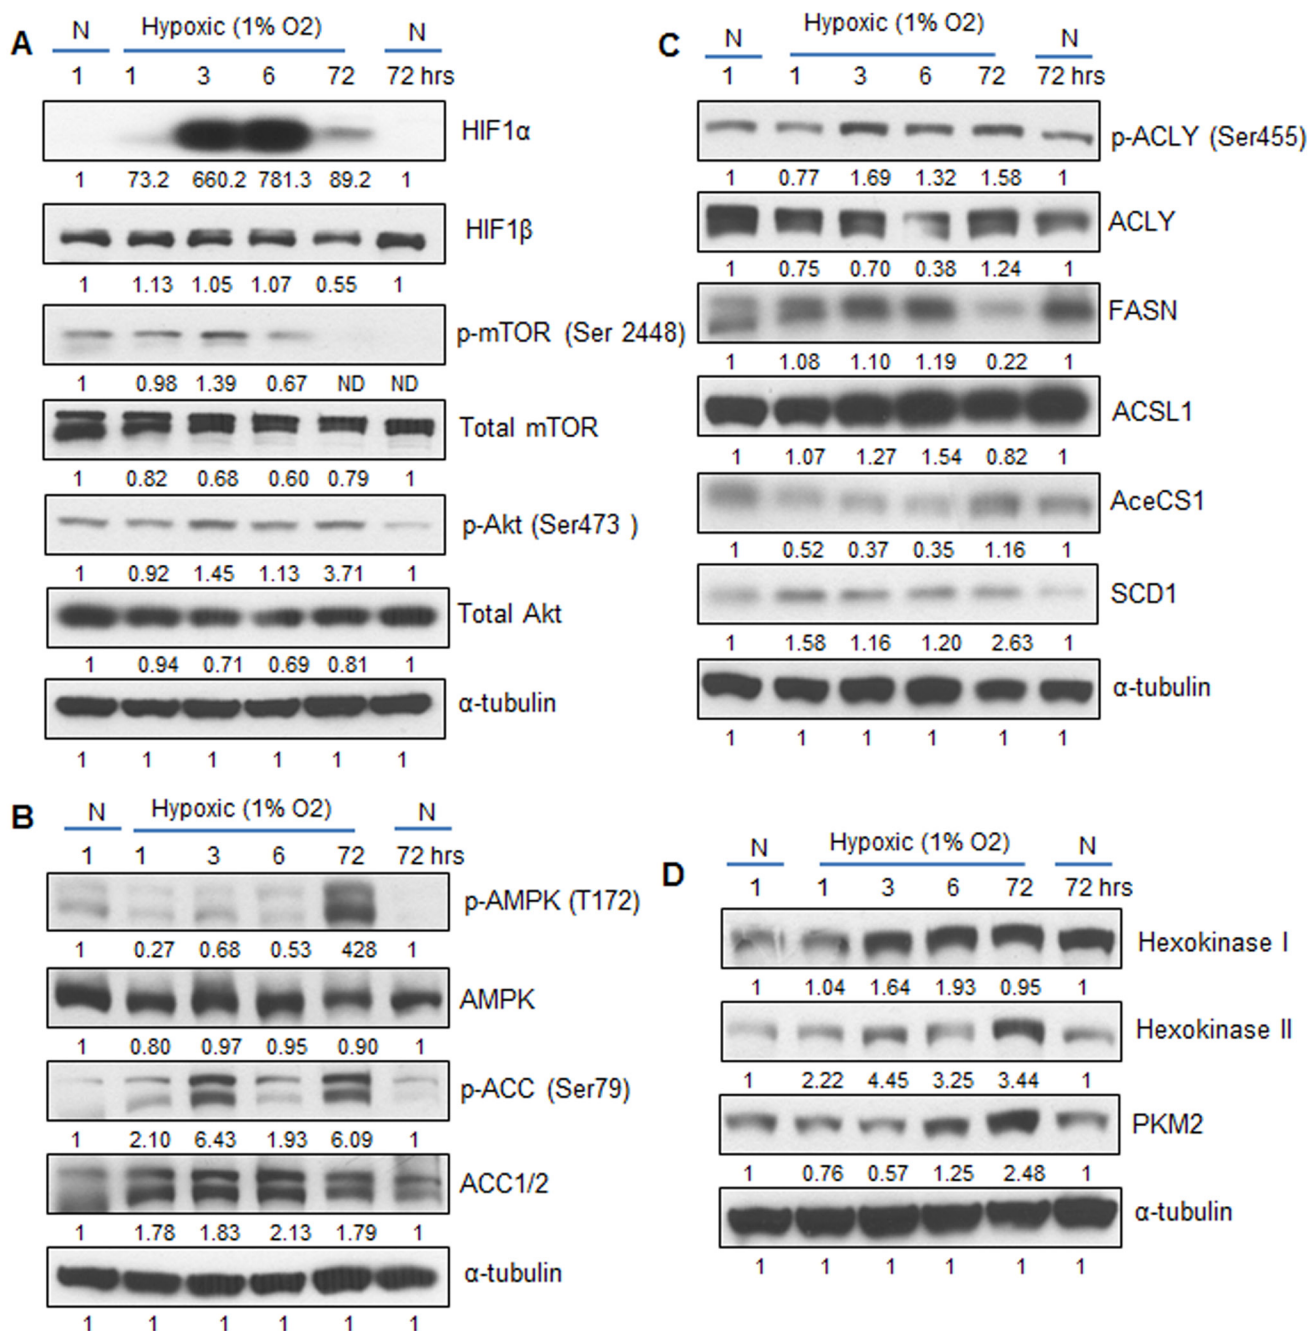 A
N Hypoxic (1% O2) N
1 1 3 6 72 72 hrs
HIF1α
1 73.2 660.2 781.3 89.2 1
HIF1β
1 1.13 1.05 1.07 0.55 1
p-mTOR (Ser 2448)
1 0.98 1.39 0.67 ND ND
Total mTOR
1 0.82 0.68 0.60 0.79 1
p-Akt (Ser473 )
1 0.92 1.45 1.13 3.71 1
Total Akt
1 0.94 0.71 0.69 0.81 1
α-tubulin
1 1 1 1 1 1
B
N Hypoxic (1% O2) N
1 1 3 6 72 72 hrs
p-AMPK (T172)
1 0.27 0.68 0.53 428 1
AMPK
1 0.80 0.97 0.95 0.90 1
p-ACC (Ser79)
1 2.10 6.43 1.93 6.09 1
ACC1/2
1 1.78 1.83 2.13 1.79 1
α-tubulin
1 1 1 1 1 1
C
N Hypoxic (1% O2) N
1 1 3 6 72 72 hrs
p-ACLY (Ser455)
1 0.77 1.69 1.32 1.58 1
ACLY
1 0.75 0.70 0.38 1.24 1
FASN
1 1.08 1.10 1.19 0.22 1
ACSL1
1 1.07 1.27 1.54 0.82 1
AceCS1
1 0.52 0.37 0.35 1.16 1
SCD1
1 1.58 1.16 1.20 2.63 1
α-tubulin
1 1 1 1 1 1
D
N Hypoxic (1% O2) N
1 1 3 6 72 72 hrs
Hexokinase I
1 1.04 1.64 1.93 0.95 1
Hexokinase II
1 2.22 4.45 3.25 3.44 1
PKM2
1 0.76 0.57 1.25 2.48 1
α-tubulin
1 1 1 1 1 1